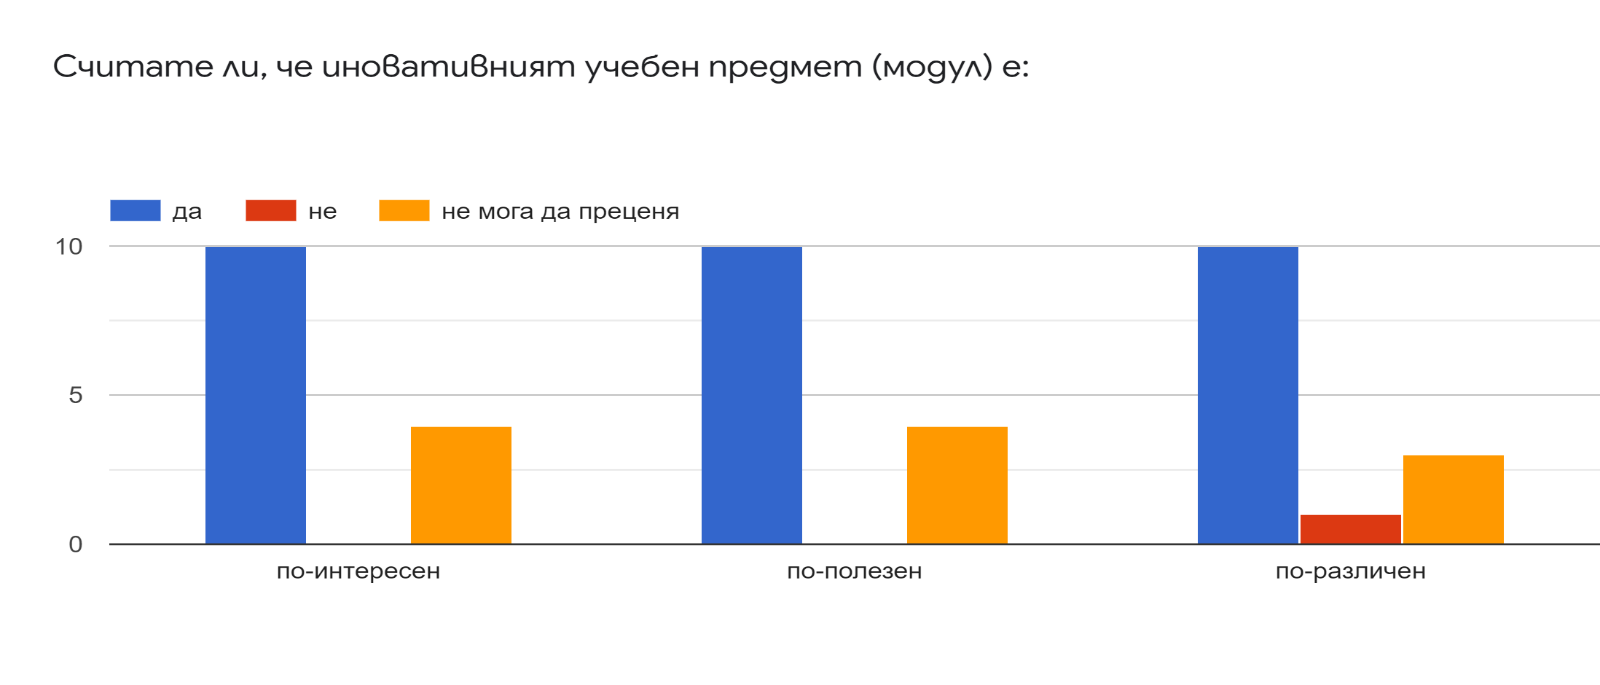 Считате ли, че иновативният учебен предмет (модул) е:
да не не мога да преценя
10
5
0
по-интересен по-полезен по-различен